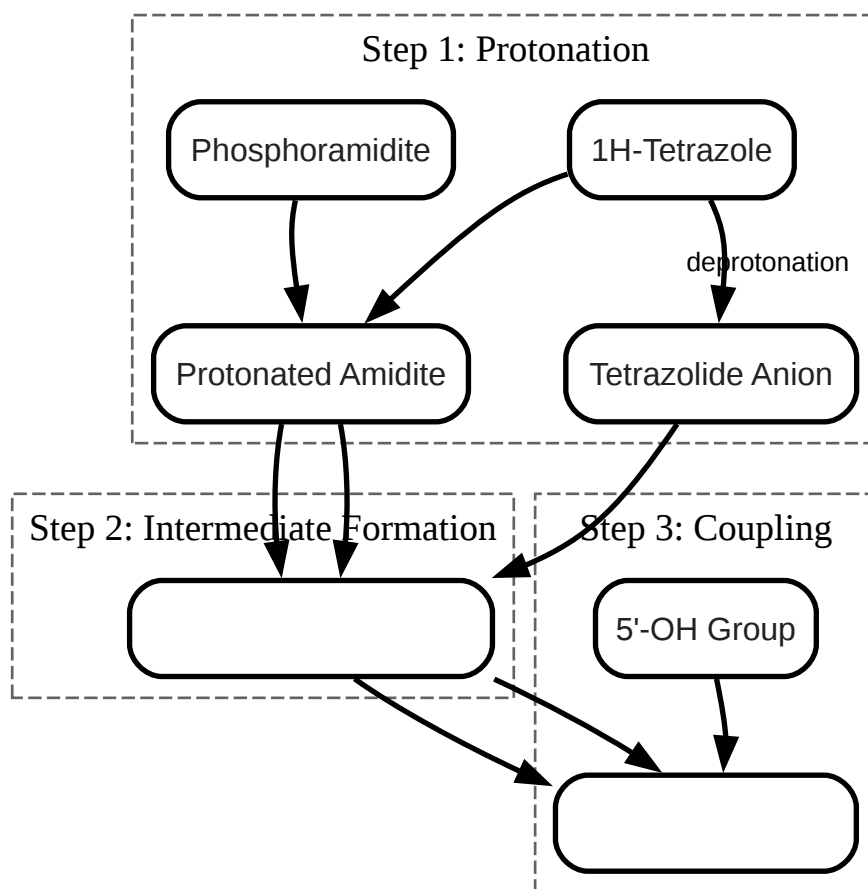 Step 1: Protonation
Phosphoramidite
1H-Tetrazole
deprotonation
Protonated Amidite
Tetrazolide Anion
Step 2: Intermediate Formation
Step 3: Coupling
5'-OH Group